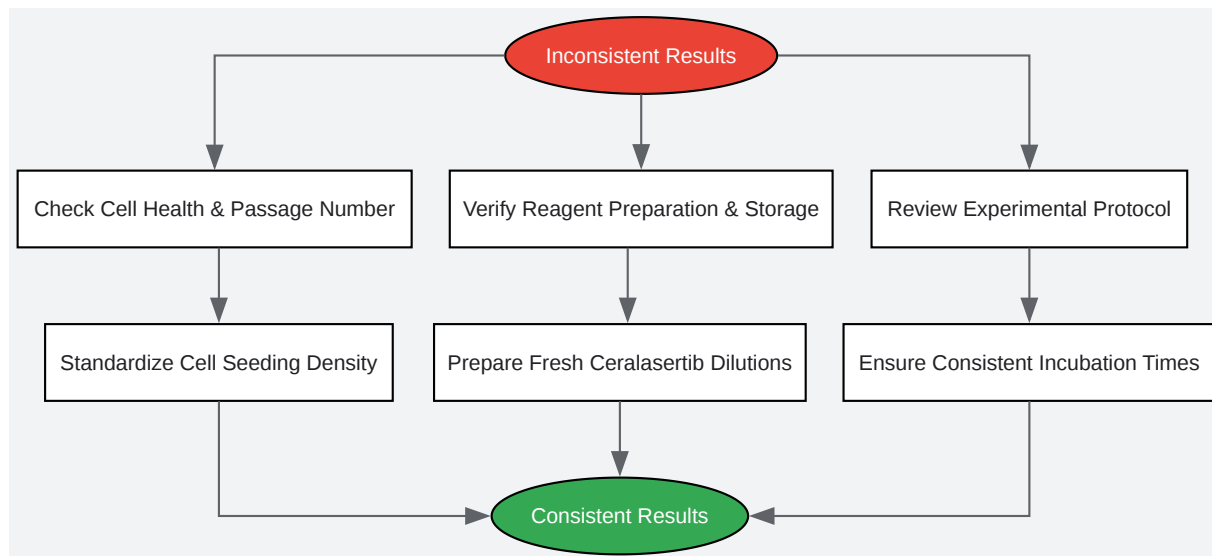 Inconsistent Results
Check Cell Health & Passage Number
Verify Reagent Preparation & Storage
Review Experimental Protocol
Standardize Cell Seeding Density
Prepare Fresh Ceralasertib Dilutions
Ensure Consistent Incubation Times
Consistent Results